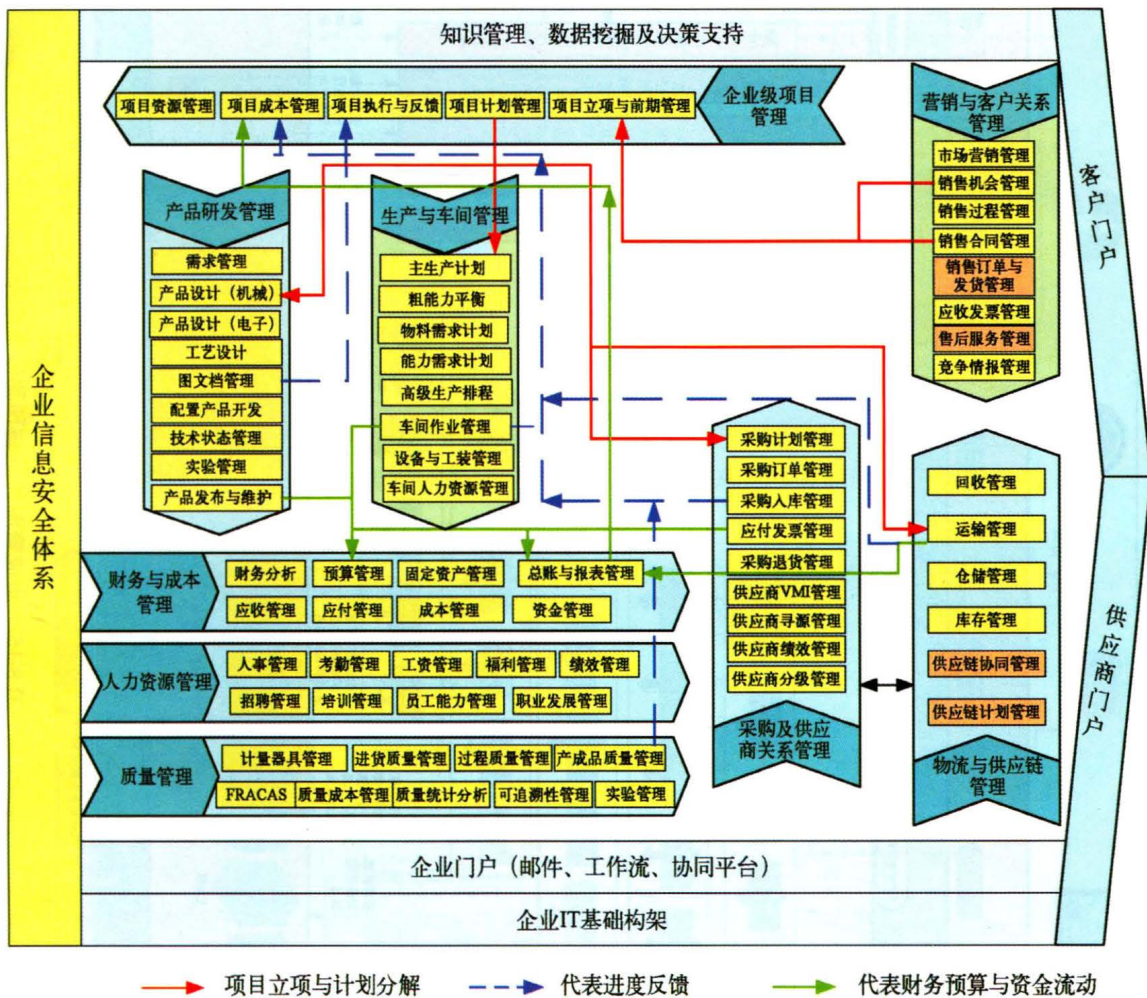 知识管理、数据挖掘及决策支持
项目资源管理
项目成本管理
项目执行与反馈
项目计划管理
项目立项与前期管理
企业级项目
管理
营销与客户关系
管理
市场营销管理
销售机会管理
销售过程管理
销售合同管理
销售订单与
发货管理
应收发票管理
售后服务管理
竞争情报管理
客户门户
产品研发管理
需求管理
产品设计（机械）
产品设计（电子）
工艺设计
图文档管理
配置产品开发
技术状态管理
实验管理
产品发布与维护
生产与车间管理
主生产计划
粗能力平衡
物料需求计划
能力需求计划
高级生产排程
车间作业管理
设备与工装管理
车间人力资源管理
企业信息安全体系
采购计划管理
采购订单管理
采购入库管理
应付发票管理
采购退货管理
供应商VMI管理
供应商寻源管理
供应商绩效管理
供应商分级管理
采购及供应
商关系管理
回收管理
运输管理
仓储管理
库存管理
供应链协同管理
供应链计划管理
物流与供应链
管理
供应商门户
财务与成本
管理
财务分析
预算管理
固定资产管理
总账与报表管理
应收管理
应付管理
成本管理
资金管理
人力资源管理
人事管理
考勤管理
工资管理
福利管理
绩效管理
招聘管理
培训管理
员工能力管理
职业发展管理
质量管理
计量器具管理
进货质量管理
过程质量管理
产成品质量管理
FRACAS
质量成本管理
质量统计分析
可追溯性管理
实验管理
企业门户（邮件、工作流、协同平台）
企业IT基础构架
项目立项与计划分解
代表进度反馈
代表财务预算与资金流动